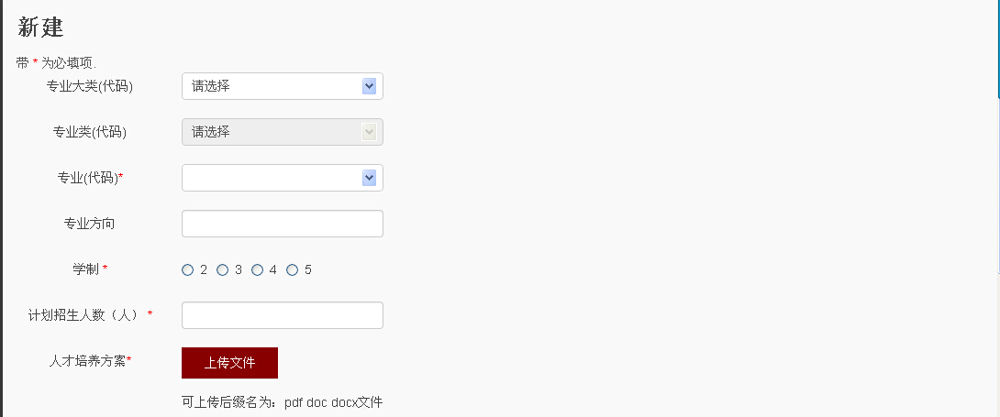 新建
带 * 为必填项.
专业大类(代码) 请选择
专业类(代码) 请选择
专业(代码)*
专业方向
学制 * 2 3 4 5
计划招生人数（人） *
人才培养方案* 上传文件
可上传后缀名为：pdf doc docx文件